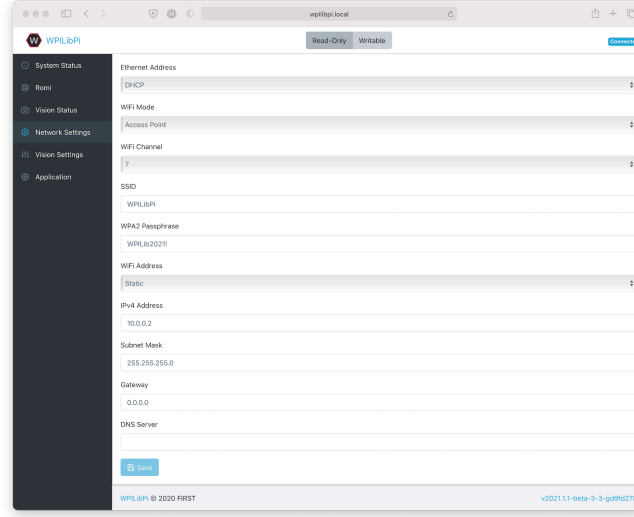 wpilibpi.local
WPILibPi
Read-Only Writable
System Status
Romi
Vision Status
Network Settings
Vision Settings
Application
Ethernet Address
DHCP
WiFi Mode
Access Point
WiFi Channel
7
SSID
WPILibPi
WPA2 Passphrase
WPILib2021!
WiFi Address
Static
IPv4 Address
10.0.0.2
Subnet Mask
255.255.255.0
Gateway
0.0.0.0
DNS Server
Save
WPILibPi © 2020 FIRST